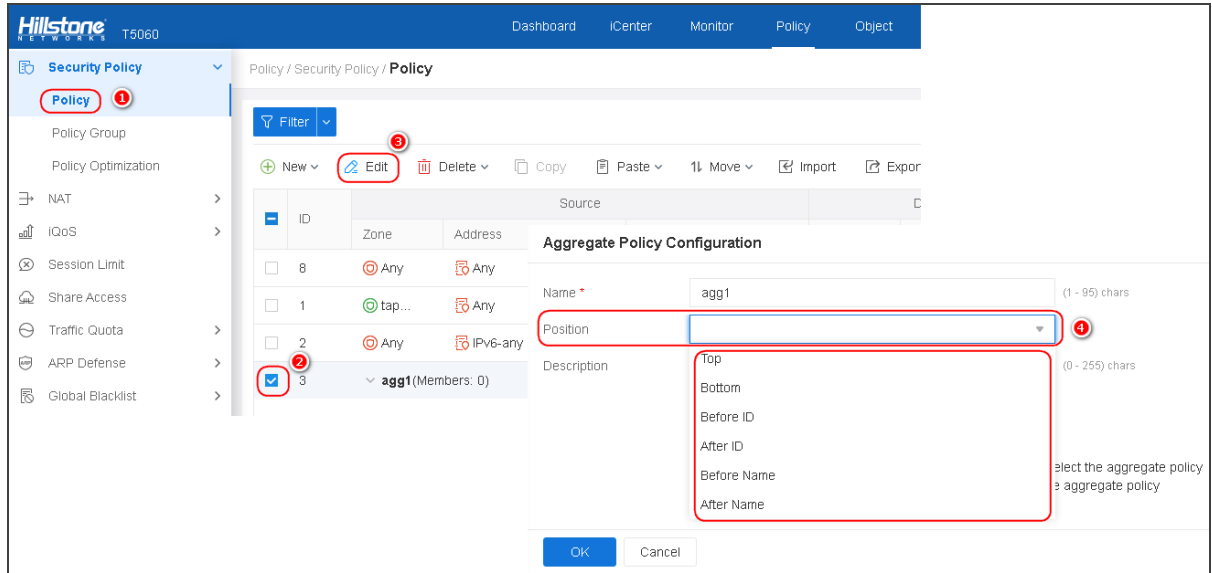 Hillstone NETWORKS T5060
Dashboard iCenter Monitor Policy Object
Security Policy
Policy 1
Policy Group
Policy Optimization
NAT
iQoS
Session Limit
Share Access
Traffic Quota
ARP Defense
Global Blacklist
Policy / Security Policy / Policy
Filter
3
New Edit Delete Copy Paste Move Import Expor
ID Source D
Zone Address
8 Any Any
1 tap... Any
2 Any IPv6-any
2
3 agg1(Members: 0)
Aggregate Policy Configuration
Name * agg1 (1 - 95) chars
Position 4
Description (0 - 255) chars
Top
Bottom
Before ID
After ID
Before Name
After Name
elect the aggregate policy
e aggregate policy
OK Cancel